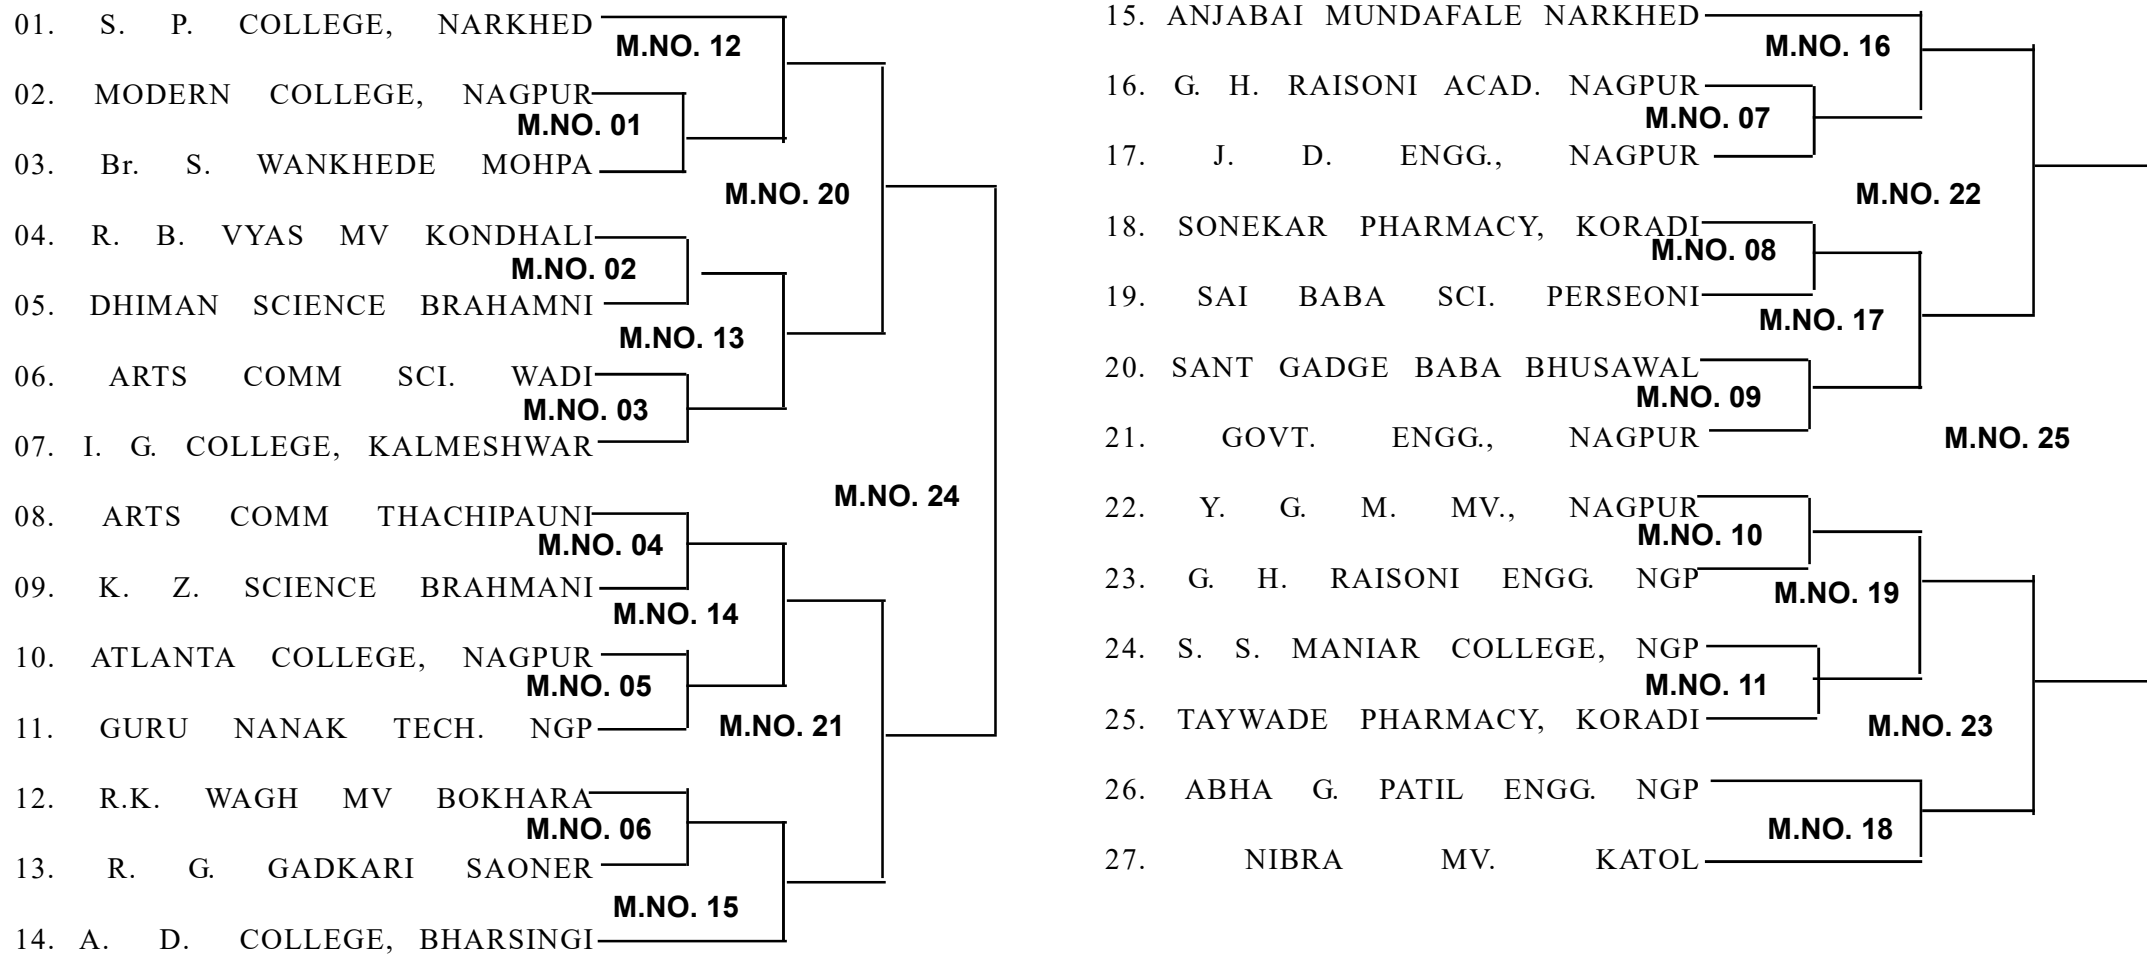 01. S. P. COLLEGE, NARKHED
M.NO. 12
02. MODERN COLLEGE, NAGPUR
M.NO. 01
03. Br. S. WANKHEDE MOHPA
M.NO. 20
04. R. B. VYAS MV KONDHALI
M.NO. 02
05. DHIMAN SCIENCE BRAHAMNI
M.NO. 13
06. ARTS COMM SCI. WADI
M.NO. 03
07. I. G. COLLEGE, KALMESHWAR
M.NO. 24
08. ARTS COMM THACHIPAUNI
M.NO. 04
09. K. Z. SCIENCE BRAHMANI
M.NO. 14
10. ATLANTA COLLEGE, NAGPUR
M.NO. 05
11. GURU NANAK TECH. NGP
M.NO. 21
12. R.K. WAGH MV BOKHARA
M.NO. 06
13. R. G. GADKARI SAONER
M.NO. 15
14. A. D. COLLEGE, BHARSINGI
15. ANJABAI MUNDAFALE NARKHED
M.NO. 16
16. G. H. RAISONI ACAD. NAGPUR
M.NO. 07
17. J. D. ENGG., NAGPUR
M.NO. 22
18. SONEKAR PHARMACY, KORADI
M.NO. 08
19. SAI BABA SCI. PERSEONI
M.NO. 17
20. SANT GADGE BABA BHUSAWAL
M.NO. 09
21. GOVT. ENGG., NAGPUR
M.NO. 25
22. Y. G. M. MV., NAGPUR
M.NO. 10
23. G. H. RAISONI ENGG. NGP
M.NO. 19
24. S. S. MANIAR COLLEGE, NGP
M.NO. 11
25. TAYWADE PHARMACY, KORADI
M.NO. 23
26. ABHA G. PATIL ENGG. NGP
M.NO. 18
27. NIBRA MV. KATOL